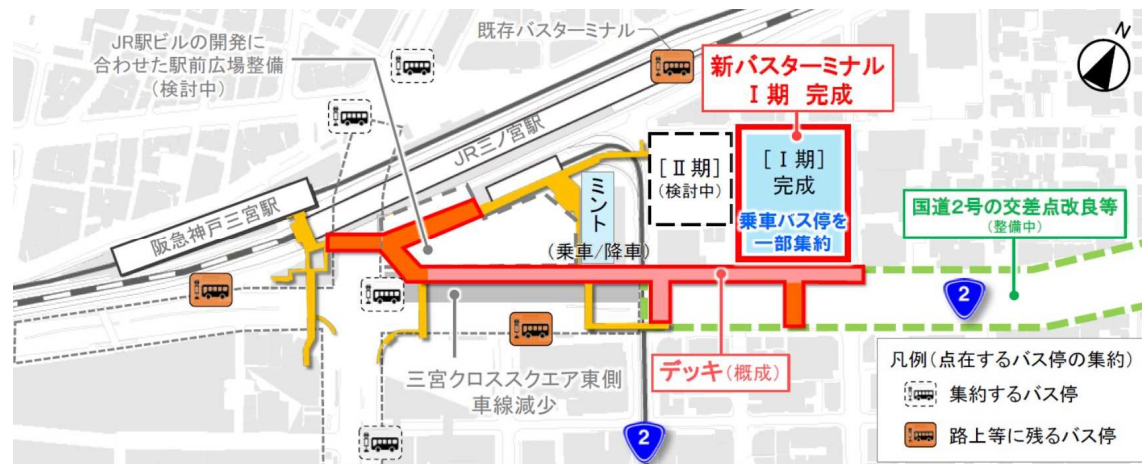 JR駅ビルの開発に
合わせた駅前広場整備
(検討中)
既存バスターミナル
N
新バスターミナル
Ⅰ期 完成
JR三ノ宮駅
阪急神戸三宮駅
ミント
(乗車/降車)
[Ⅱ期]
(検討中)
[Ⅰ期]
完成
乗車バス停を
一部集約
国道2号の交差点改良等
(整備中)
2
三宮クロススクエア東側
車線減少
デッキ(概成)
2
凡例(点在するバス停の集約)
集約するバス停
路上等に残るバス停